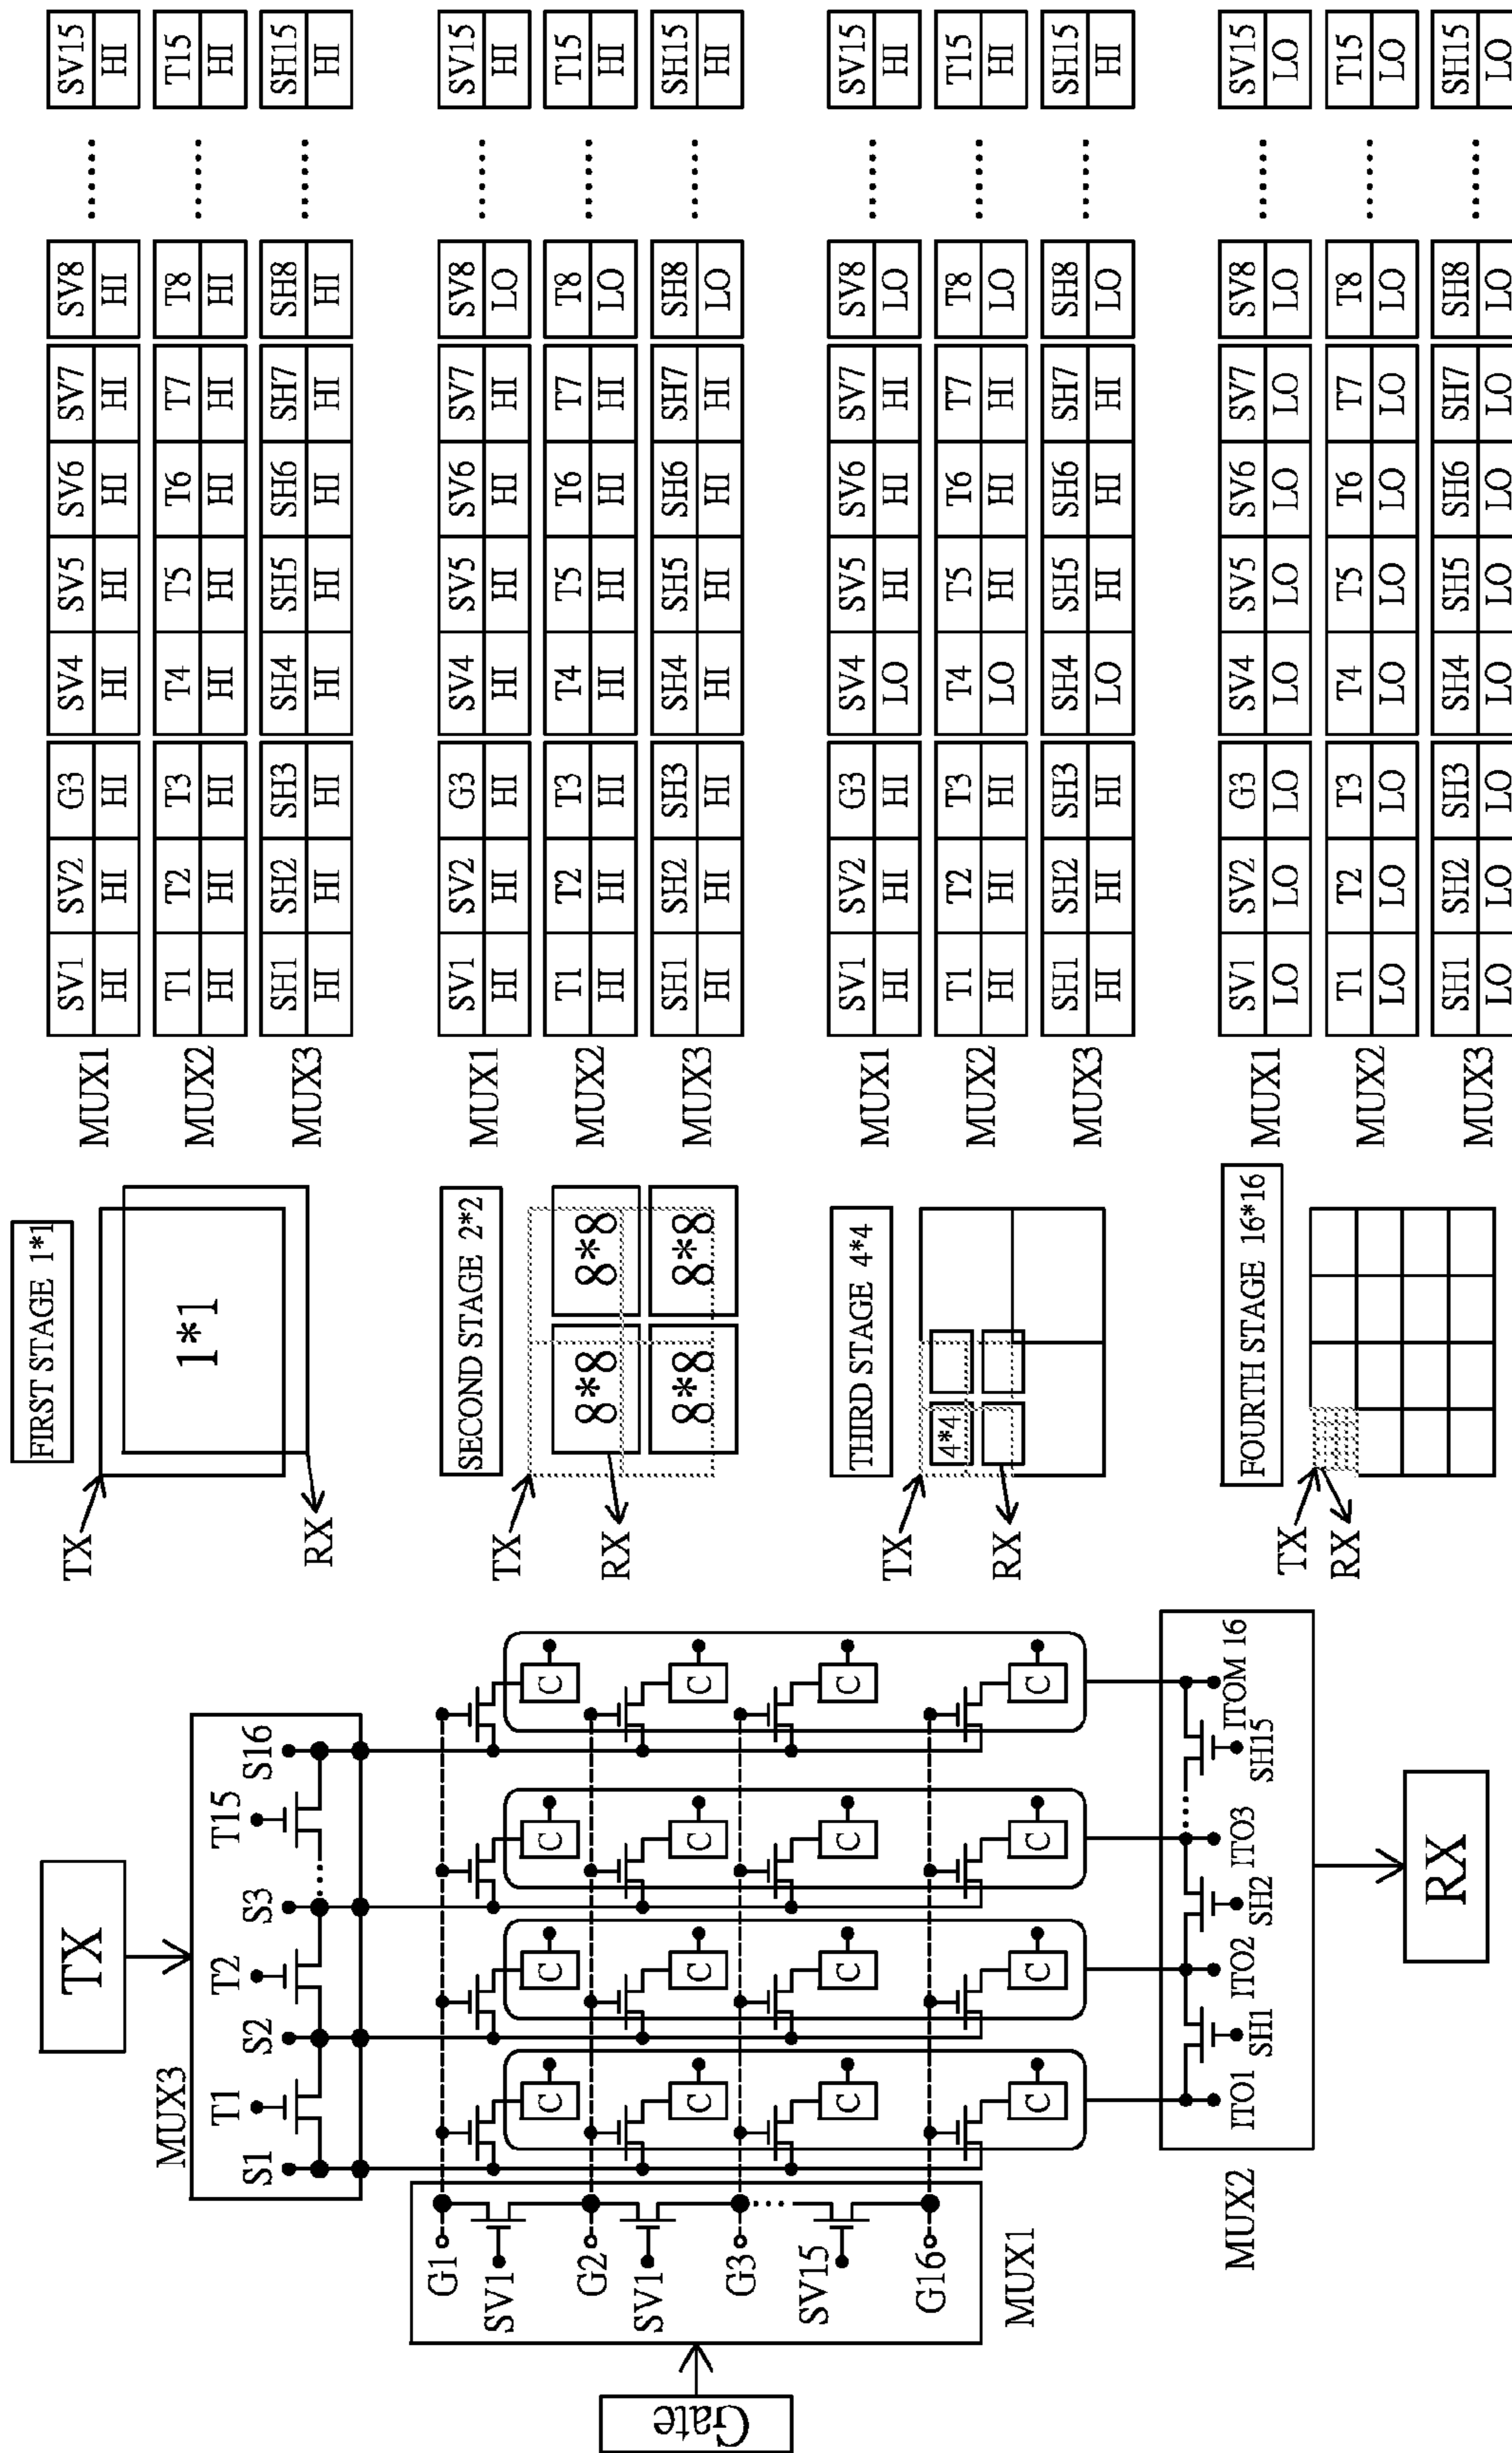 TX
MUX3
S1 T1 S2 T2 S3 T15 S16
Gate
G1
SV1
G2
SV1
G3
SV15
G16
MUX1
C C C C
C C C C
C C C C
C C C C
ITO1 SH1 ITO2 SH2 ITO3 SH15 ITOM 16
MUX2
RX
FIRST STAGE 1*1
TX
1*1
RX
MUX1
SV1 SV2 G3 SV4 SV5 SV6 SV7 SV8 ...... SV15
HI HI HI HI HI HI HI HI HI
MUX2
T1 T2 T3 T4 T5 T6 T7 T8 ...... T15
HI HI HI HI HI HI HI HI HI
MUX3
SH1 SH2 SH3 SH4 SH5 SH6 SH7 SH8 ...... SH15
HI HI HI HI HI HI HI HI HI
SECOND STAGE 2*2
TX
8*8 8*8
8*8 8*8
RX
MUX1
SV1 SV2 G3 SV4 SV5 SV6 SV7 SV8 ...... SV15
HI HI HI HI HI HI HI LO HI
MUX2
T1 T2 T3 T4 T5 T6 T7 T8 ...... T15
HI HI HI HI HI HI HI LO HI
MUX3
SH1 SH2 SH3 SH4 SH5 SH6 SH7 SH8 ...... SH15
HI HI HI HI HI HI HI LO HI
THIRD STAGE 4*4
TX
4*4
RX
MUX1
SV1 SV2 G3 SV4 SV5 SV6 SV7 SV8 ...... SV15
HI HI HI LO HI HI HI LO HI
MUX2
T1 T2 T3 T4 T5 T6 T7 T8 ...... T15
HI HI HI LO HI HI HI LO HI
MUX3
SH1 SH2 SH3 SH4 SH5 SH6 SH7 SH8 ...... SH15
HI HI HI LO HI HI HI LO HI
FOURTH STAGE 16*16
TX
RX
MUX1
SV1 SV2 G3 SV4 SV5 SV6 SV7 SV8 ...... SV15
LO LO LO LO LO LO LO LO LO
MUX2
T1 T2 T3 T4 T5 T6 T7 T8 ...... T15
LO LO LO LO LO LO LO LO LO
MUX3
SH1 SH2 SH3 SH4 SH5 SH6 SH7 SH8 ...... SH15
LO LO LO LO LO LO LO LO LO